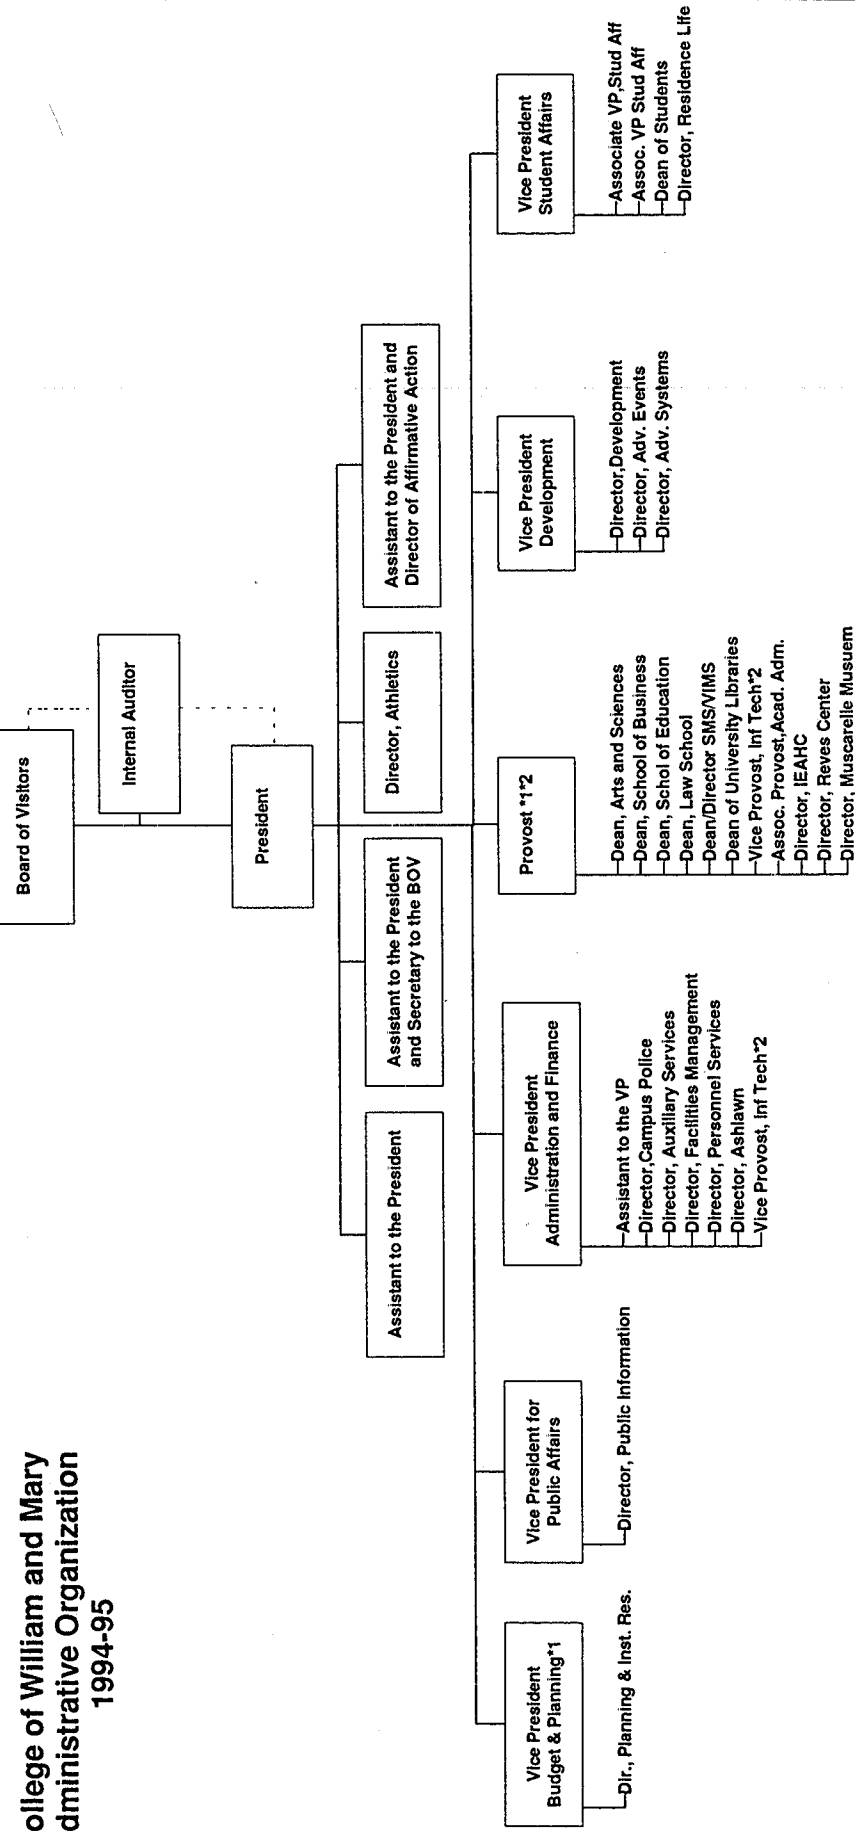 ollege of William and Mary
dministrative Organization
1994-95
Board of Visitors
Internal Auditor
President
Assistant to the President
Assistant to the President
and Secretary to the BOV
Director, Athletics
Assistant to the President and
Director of Affirmative Action
Vice President
Budget & Planning*1
Dir., Planning & Inst. Res.
Vice President for
Public Affairs
Director, Public Information
Vice President
Administration and Finance
Assistant to the VP
Director,Campus Police
Director, Auxiliary Services
Director, Facilities Management
Director, Personnel Services
Director, Ashlawn
Vice Provost, Inf Tech*2
Provost *1*2
Dean, Arts and Sciences
Dean, School of Business
Dean, Schol of Education
Dean, Law School
Dean/Director SMS/VIMS
Dean of University Libraries
Vice Provost, Inf Tech*2
Assoc. Provost,Acad. Adm.
Director, IEAHC
Director, Reves Center
Director, Muscarelle Musuem
Vice President
Development
Director,Development
Director, Adv. Events
Director, Adv. Systems
Vice President
Student Affairs
Associate VP,Stud Aff
Assoc. VP Stud Aff
Dean of Students
Director, Residence Life